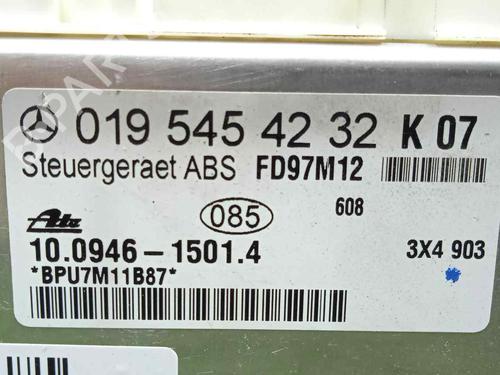 019 545 42 32 K 07
Steuergeraet ABS FD97M12
Ate 085 608
10.0946-1501.4 3X4 903
*BPU7M11B87*